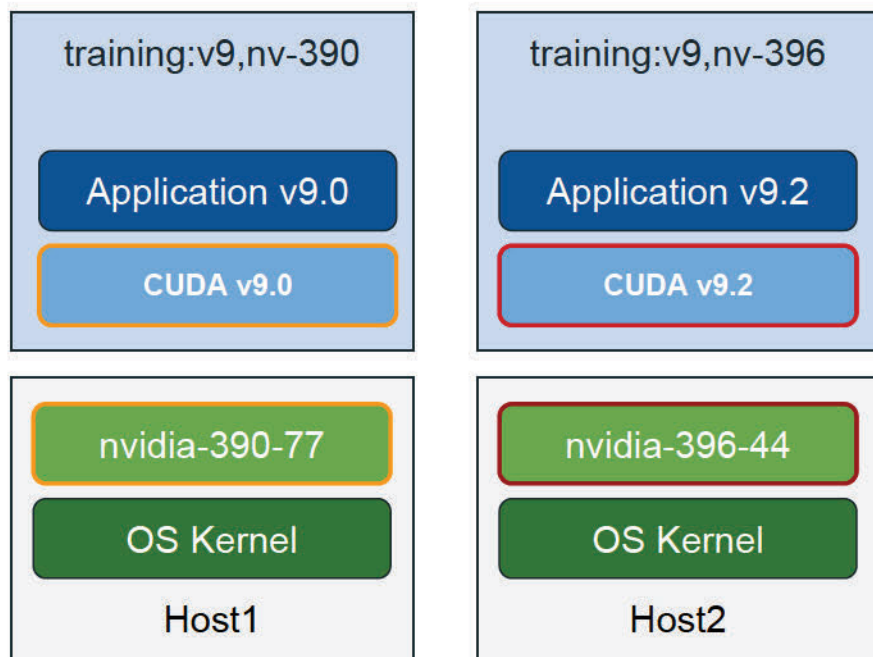 training:v9,nv-390
Application v9.0
CUDA v9.0
nvidia-390-77
OS Kernel
Host1
training:v9,nv-396
Application v9.2
CUDA v9.2
nvidia-396-44
OS Kernel
Host2